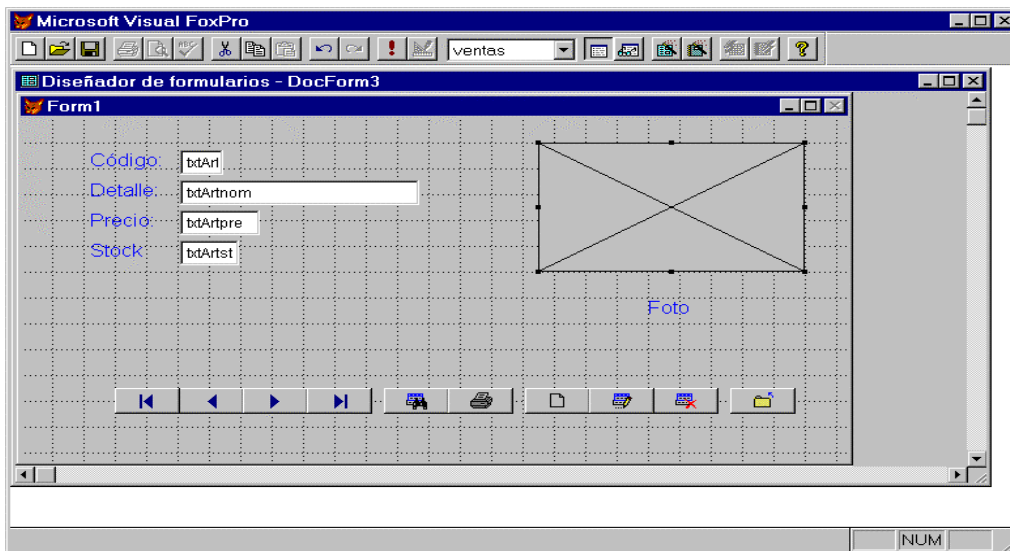 Microsoft Visual FoxPro
ventas
Diseñador de formularios - DocForm3
Form1
Código: txtArt
Detalle: txtArtnom
Precio: txtArtpre
Stock txtArtst
Foto
NUM